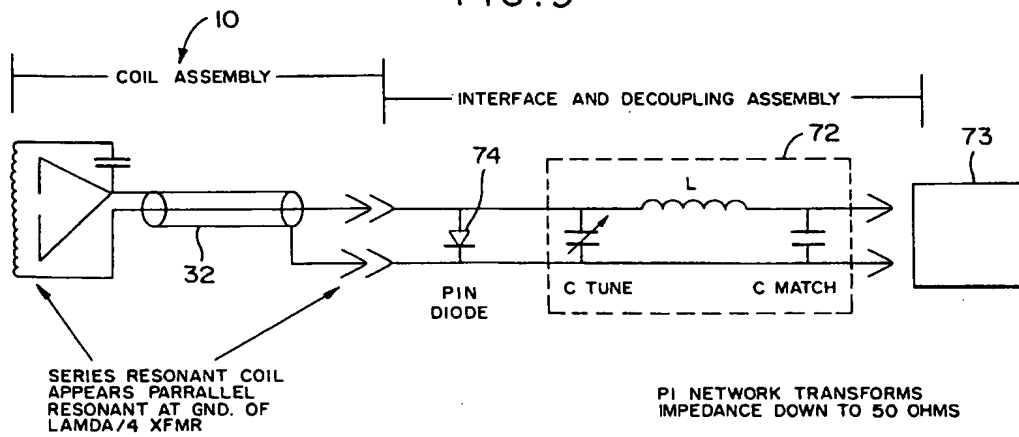 FIG.
10
COIL ASSEMBLY
INTERFACE AND DECOUPLING ASSEMBLY
72
73
74
L
32
PIN
DIODE
C TUNE
C MATCH
SERIES RESONANT COIL
APPEARS PARRALLEL
RESONANT AT GND. OF
LAMDA/4 XFMR
PI NETWORK TRANSFORMS
IMPEDANCE DOWN TO 50 OHMS